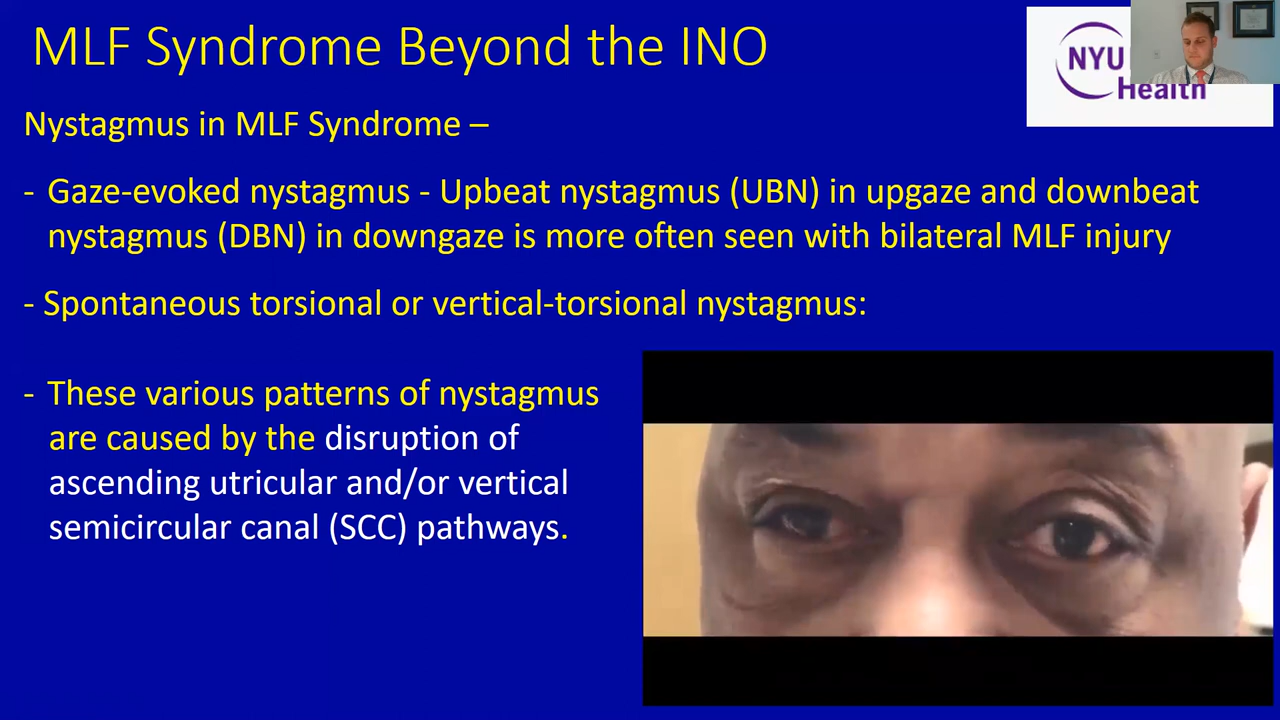 MLF Syndrome Beyond the INO
NYU
Health
Nystagmus in MLF Syndrome –
- Gaze-evoked nystagmus - Upbeat nystagmus (UBN) in upgaze and downbeat
nystagmus (DBN) in downgaze is more often seen with bilateral MLF injury
- Spontaneous torsional or vertical-torsional nystagmus:
- These various patterns of nystagmus
are caused by the disruption of
ascending utricular and/or vertical
semicircular canal (SCC) pathways.